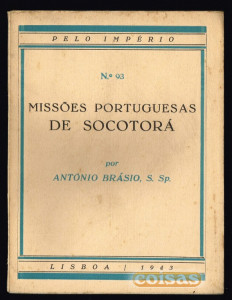 PELO IMPÉRIO
N.º 93
MISSÕES PORTUGUESAS
DE SOCOTORÁ
por
ANTÓNIO BRÁSIO, S. Sp.
LISBOA / 1943
coisas